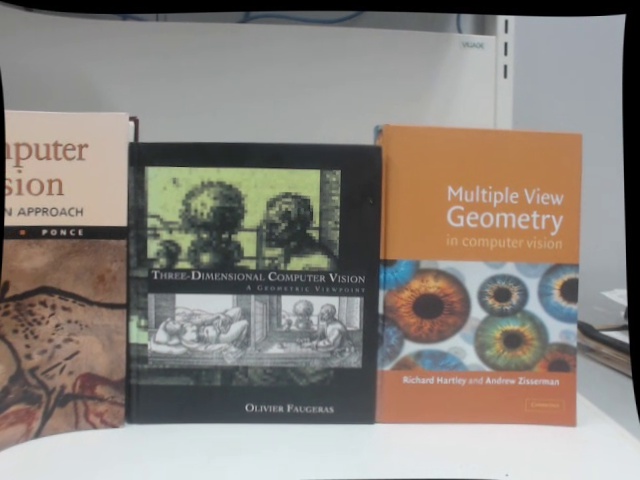 mputer
sion
N APPROACH
PONCE
THREE-DIMENSIONAL COMPUTER VISION
A GEOMETRIC VIEWPOINT
OLIVIER FAUGERAS
Multiple View
Geometry
in computer vision
Richard Hartley and Andrew Zisserman